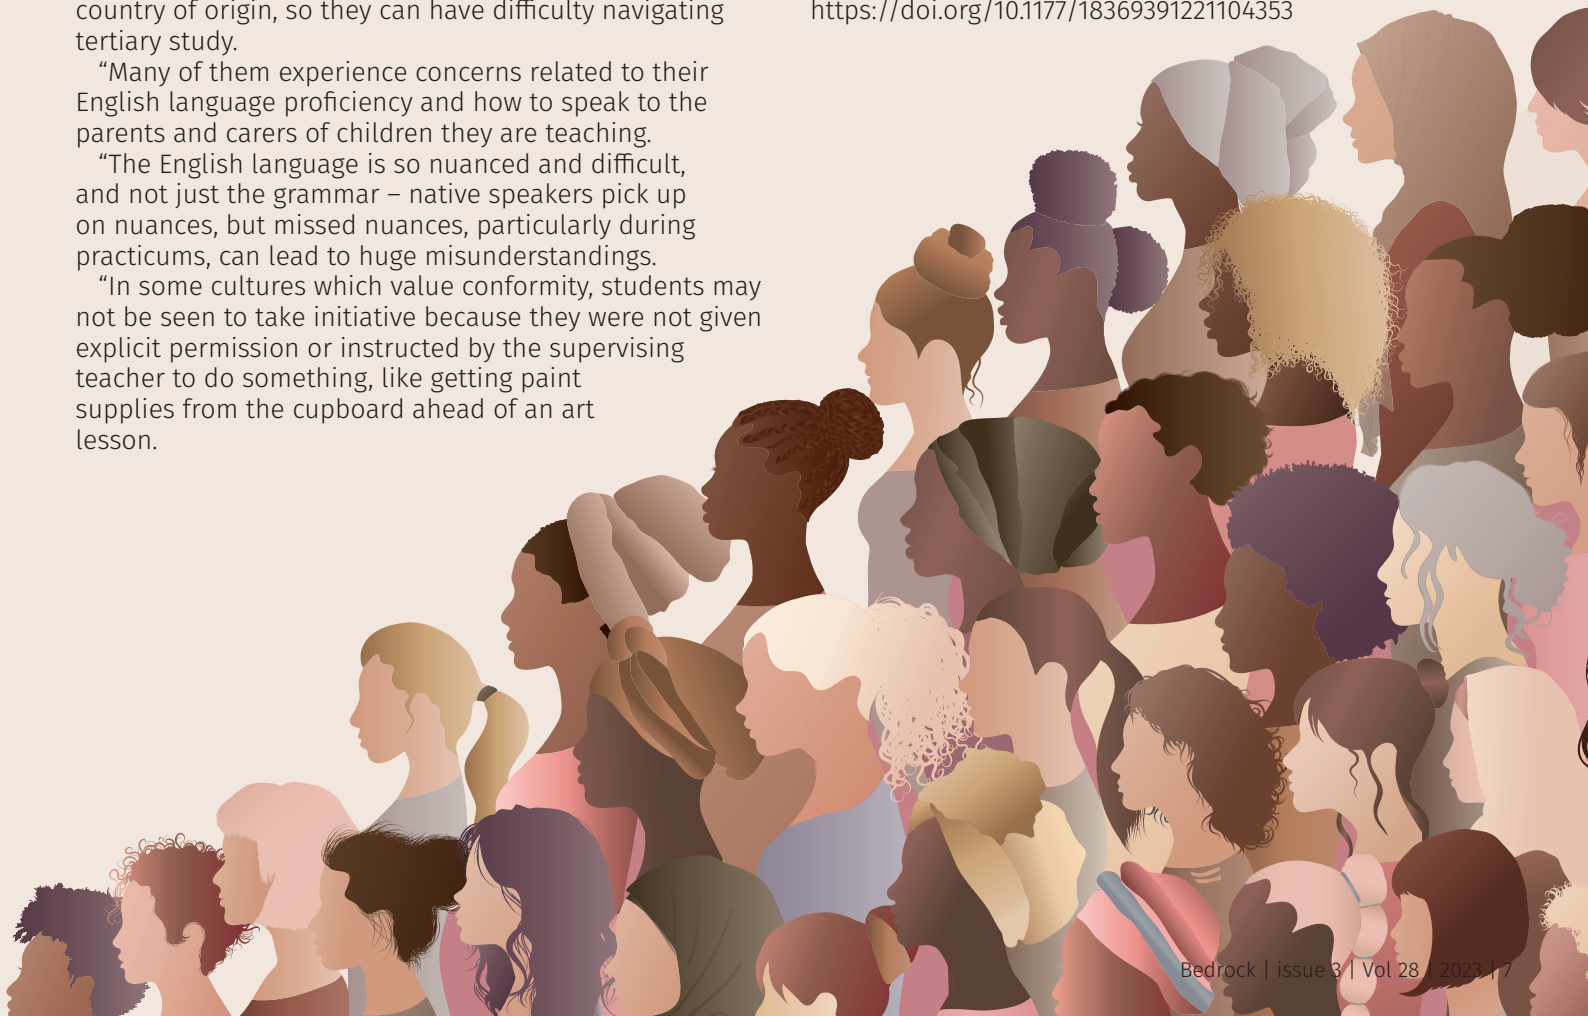 country of origin, so they can have difficulty navigating
tertiary study.
“Many of them experience concerns related to their
English language proficiency and how to speak to the
parents and carers of children they are teaching.
“The English language is so nuanced and difficult,
and not just the grammar – native speakers pick up
on nuances, but missed nuances, particularly during
practicums, can lead to huge misunderstandings.
“In some cultures which value conformity, students may
not be seen to take initiative because they were not given
explicit permission or instructed by the supervising
teacher to do something, like getting paint
supplies from the cupboard ahead of an art
lesson.
https://doi.org/10.1177/18369391221104353
Bedrock | issue 3 | Vol 28 | 2023 | 7